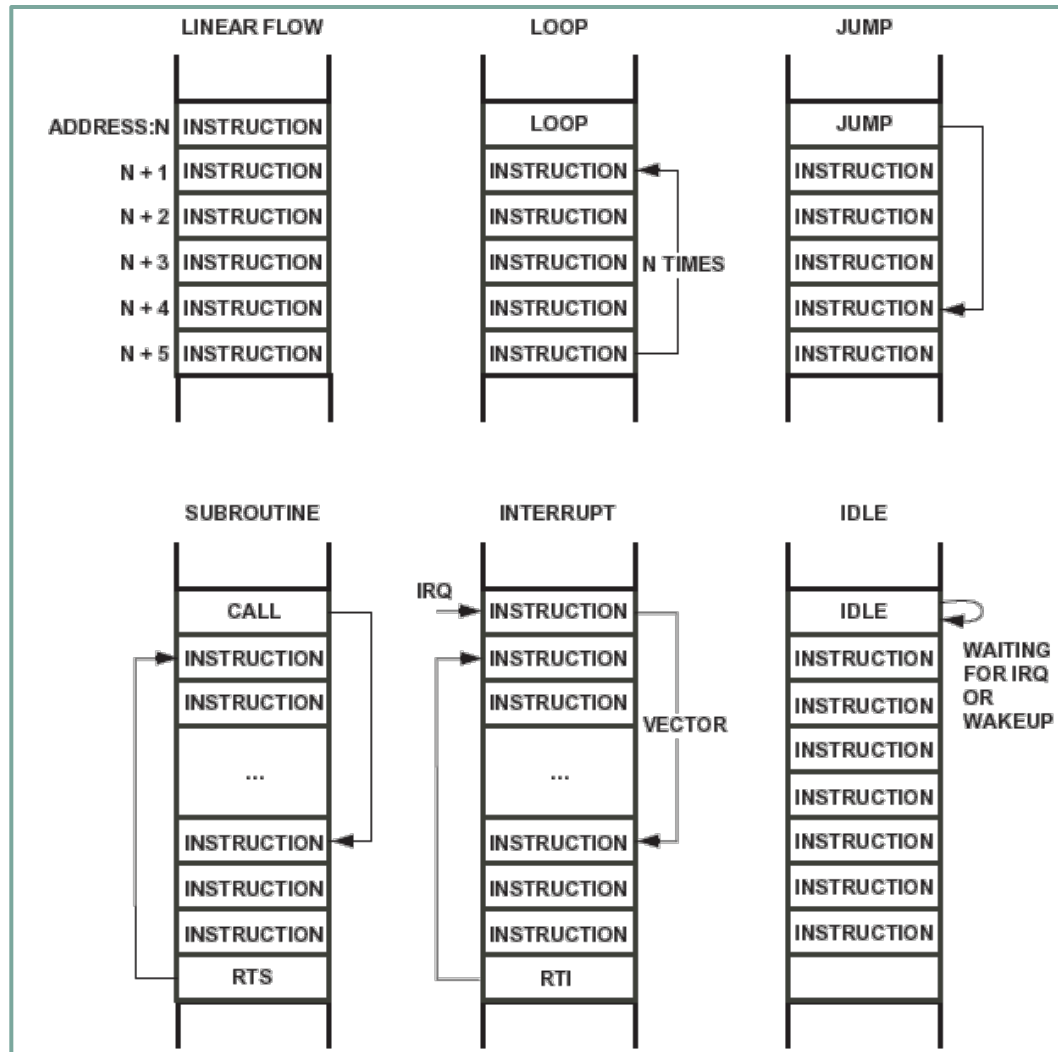 LINEAR FLOW
LOOP
JUMP
ADDRESS:N INSTRUCTION
LOOP
JUMP
N + 1 INSTRUCTION
INSTRUCTION
INSTRUCTION
N + 2 INSTRUCTION
INSTRUCTION
INSTRUCTION
N + 3 INSTRUCTION
INSTRUCTION
N TIMES
INSTRUCTION
N + 4 INSTRUCTION
INSTRUCTION
INSTRUCTION
N + 5 INSTRUCTION
INSTRUCTION
INSTRUCTION
SUBROUTINE
INTERRUPT
IDLE
CALL
IRQ
INSTRUCTION
IDLE
INSTRUCTION
INSTRUCTION
INSTRUCTION
WAITING
FOR IRQ
OR
WAKEUP
INSTRUCTION
INSTRUCTION
INSTRUCTION
VECTOR
INSTRUCTION
...
...
INSTRUCTION
INSTRUCTION
INSTRUCTION
INSTRUCTION
INSTRUCTION
INSTRUCTION
INSTRUCTION
INSTRUCTION
INSTRUCTION
INSTRUCTION
RTS
RTI